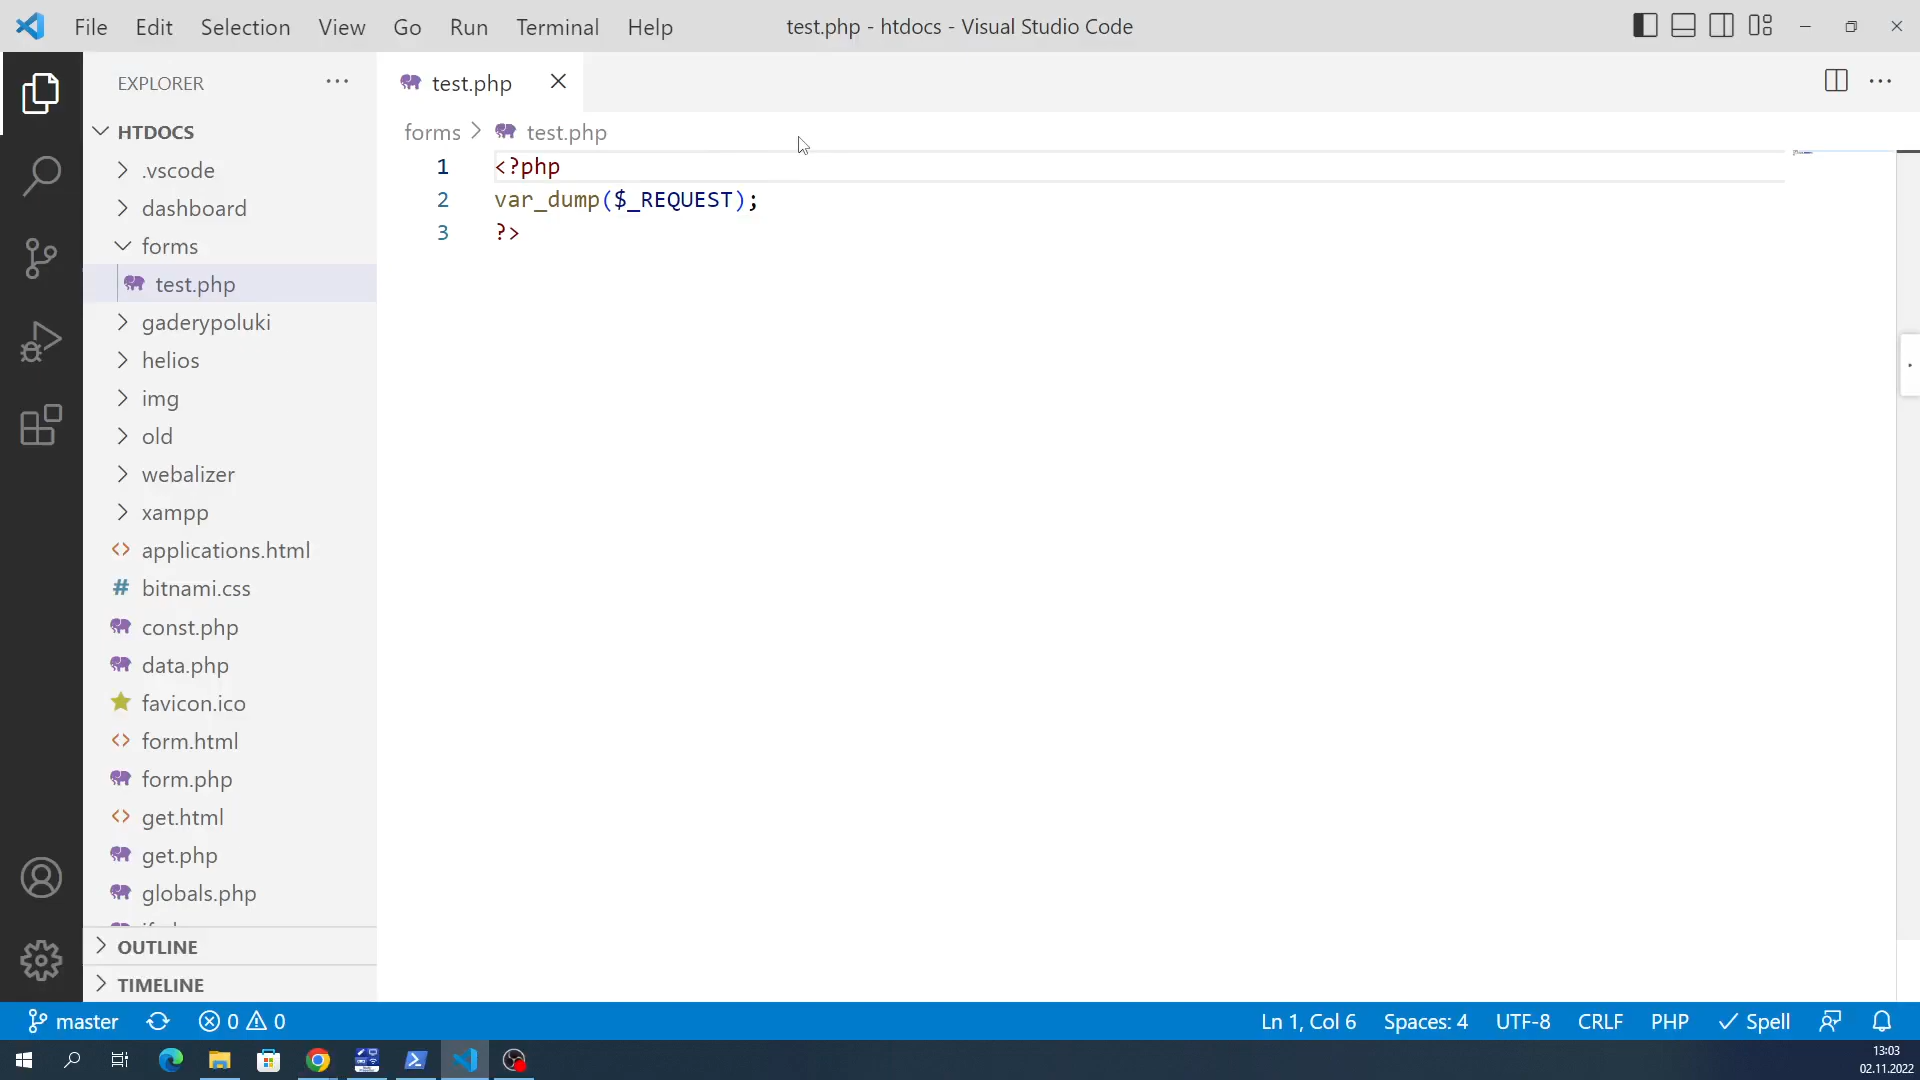 File Edit Selection View Go Run Terminal Help test.php - htdocs - Visual Studio Code
EXPLORER
test.php
HTDOCS
.vscode
dashboard
forms
test.php
gaderypoluki
helios
img
old
webalizer
xampp
applications.html
bitnami.css
const.php
data.php
favicon.ico
form.html
form.php
get.html
get.php
globals.php
OUTLINE
TIMELINE
forms > test.php
1 <?php
2 var_dump($_REQUEST);
3 ?>
master 0 0 Ln 1, Col 6 Spaces: 4 UTF-8 CRLF PHP Spell
13:03
02.11.2022